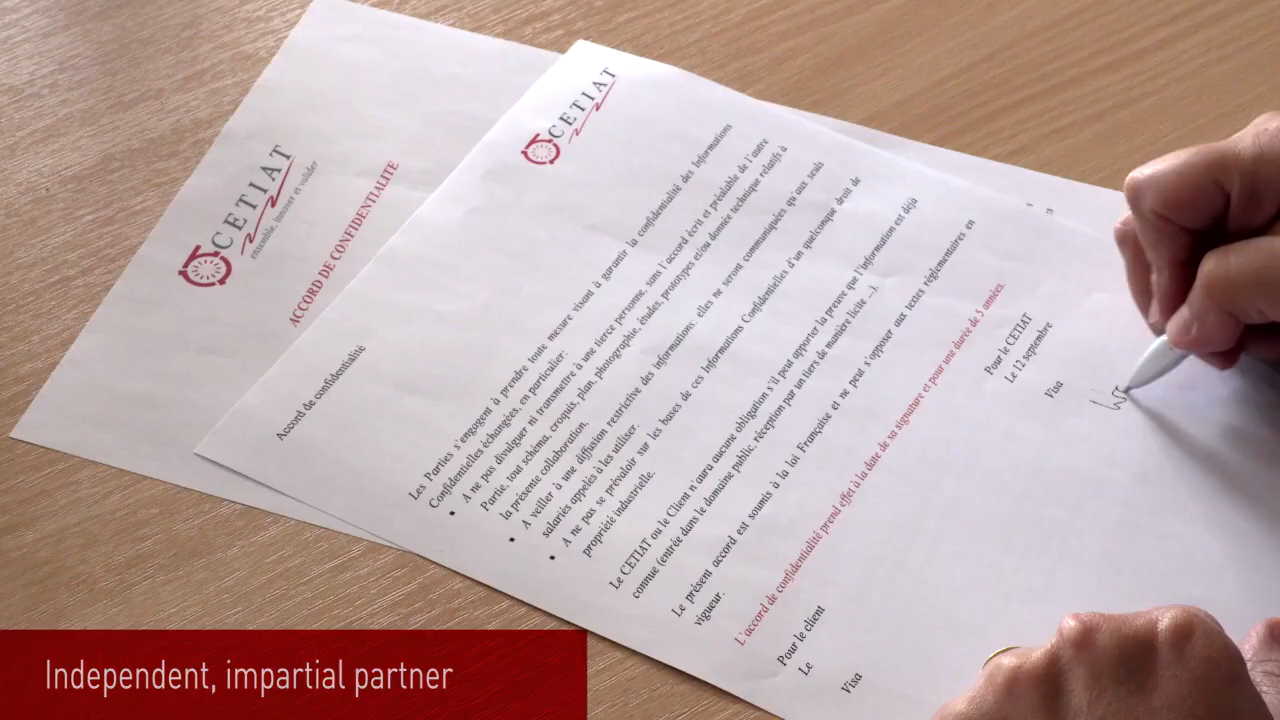 CETIAT
ensemble, innover et valider
ACCORD DE CONFIDENTIALITE
Accord de confidentialité
CETIAT
Les Parties s'engagent à prendre toute mesure visant à garantir la confidentialité des Informations
Confidentielles échangées, en particulier:
▪ A ne pas divulguer ni transmettre à une tierce personne, sans l'accord écrit et préalable de l'autre
Partie, tout schéma, croquis, plan, photographie, études, prototypes et/ou donnée technique relatifs à
la présente collaboration,
▪ A veiller à une diffusion restrictive des informations: elles ne seront communiquées qu'aux seuls
salariés appelés à les utiliser.
▪ A ne pas se prévaloir sur les bases de ces Informations Confidentielles d'un quelconque droit de
propriété industrielle.
Le CETIAT ou le Client n'aura aucune obligation s'il peut apporter la preuve que l'information est déjà
connue (entrée dans le domaine public, réception par un tiers de manière licite ...).
Le présent accord est soumis à la loi Française et ne peut s'opposer aux textes réglementaires en
vigueur.
L'accord de confidentialité prend effet à la date de sa signature et pour une durée de 5 années.
Pour le client
Le
Visa
Pour le CETIAT
Le 12 septembre
Visa
Independent, impartial partner